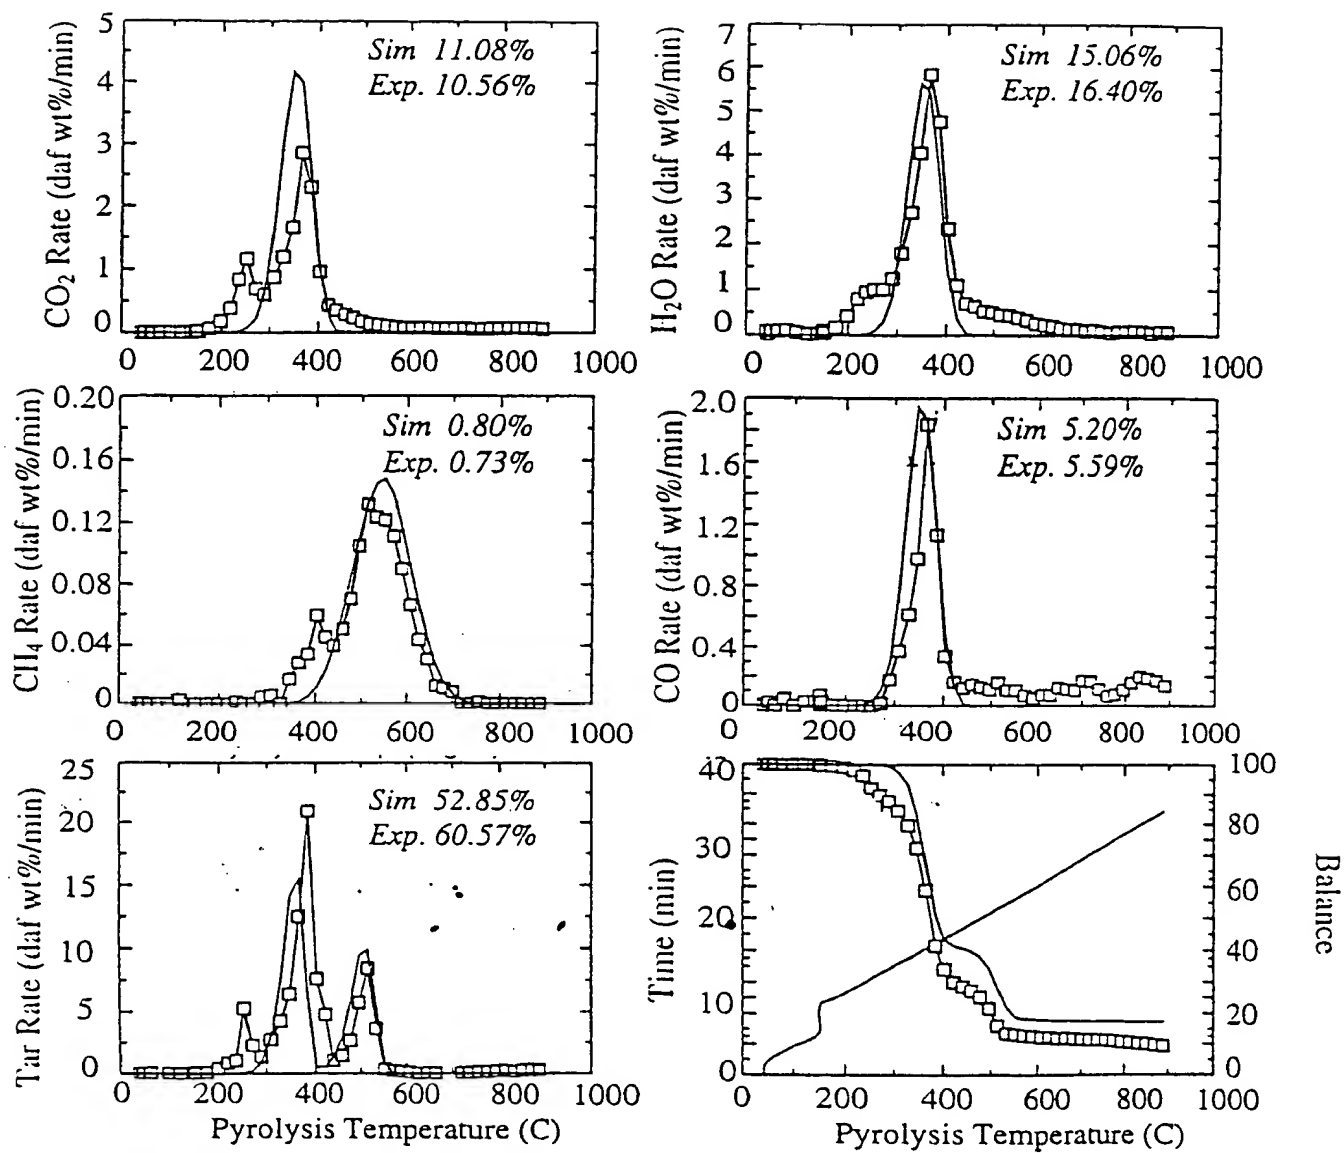 5
4
3
2
1
0
CO2 Rate (daf wt%/min)
Sim 11.08%
Exp. 10.56%
0 200 400 600 800 1000
7
6
5
4
3
2
1
0
H2O Rate (daf wt%/min)
Sim 15.06%
Exp. 16.40%
0 200 400 600 800 1000
0.20
0.16
0.12
0.08
0.04
0
CH4 Rate (daf wt%/min)
Sim 0.80%
Exp. 0.73%
0 200 400 600 800 1000
2.0
1.6
1.2
0.8
0.4
0
CO Rate (daf wt%/min)
Sim 5.20%
Exp. 5.59%
0 200 400 600 800 1000
25
20
15
10
5
0
Tar Rate (daf wt%/min)
Sim 52.85%
Exp. 60.57%
0 200 400 600 800 1000
Pyrolysis Temperature (C)
40
30
20
10
0
Time (min)
100
80
60
40
20
0
Balance
0 200 400 600 800 1000
Pyrolysis Temperature (C)